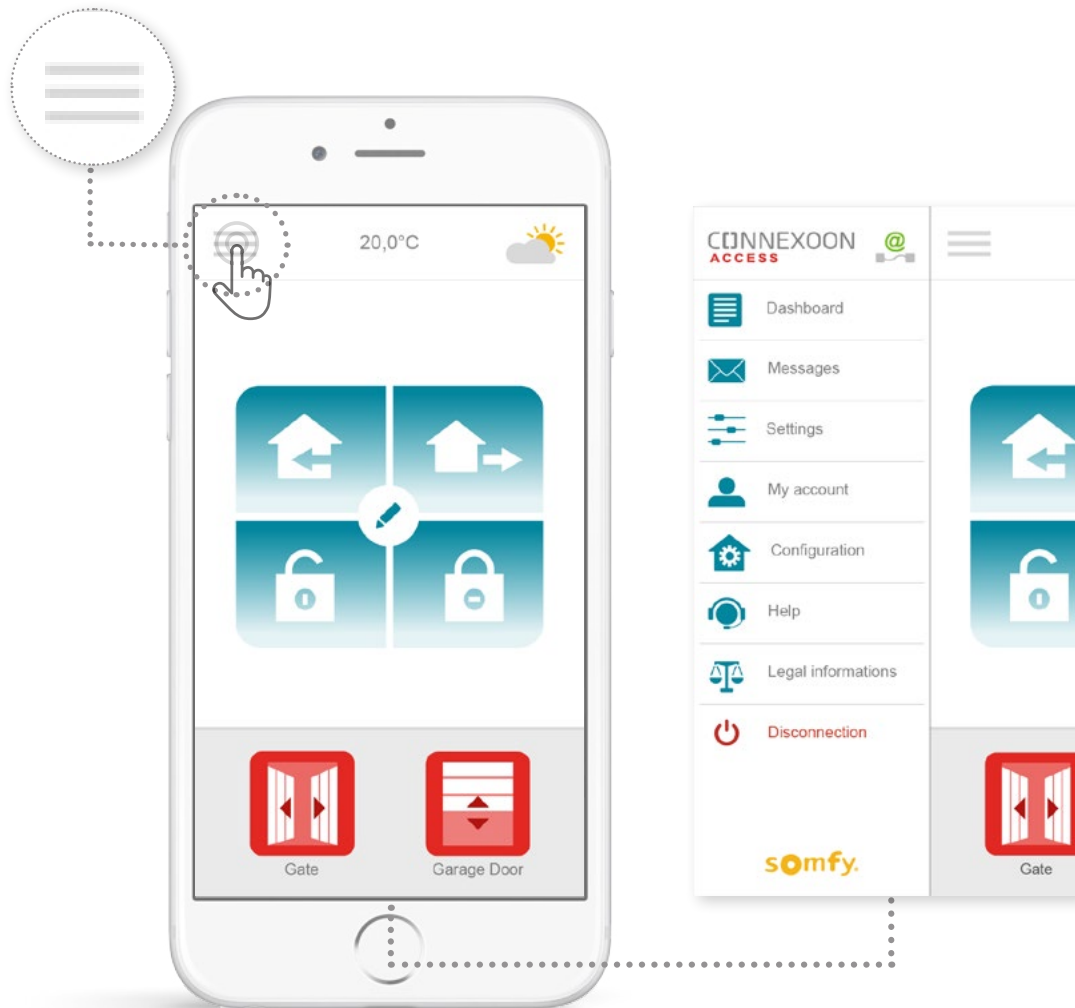 20,0°C
Gate
Garage Door
CONNEXOON
ACCESS
@
Dashboard
Messages
Settings
My account
Configuration
Help
Legal informations
Disconnection
somfy.
Gate